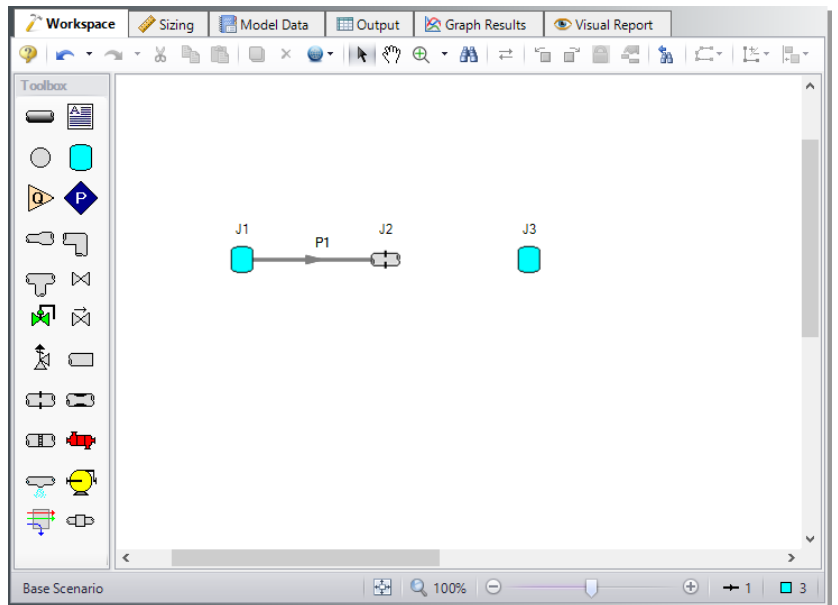 Workspace Sizing Model Data Output Graph Results Visual Report
Toolbox
A
Q P
J1 J2 J3
P1
Base Scenario 100% 1 3